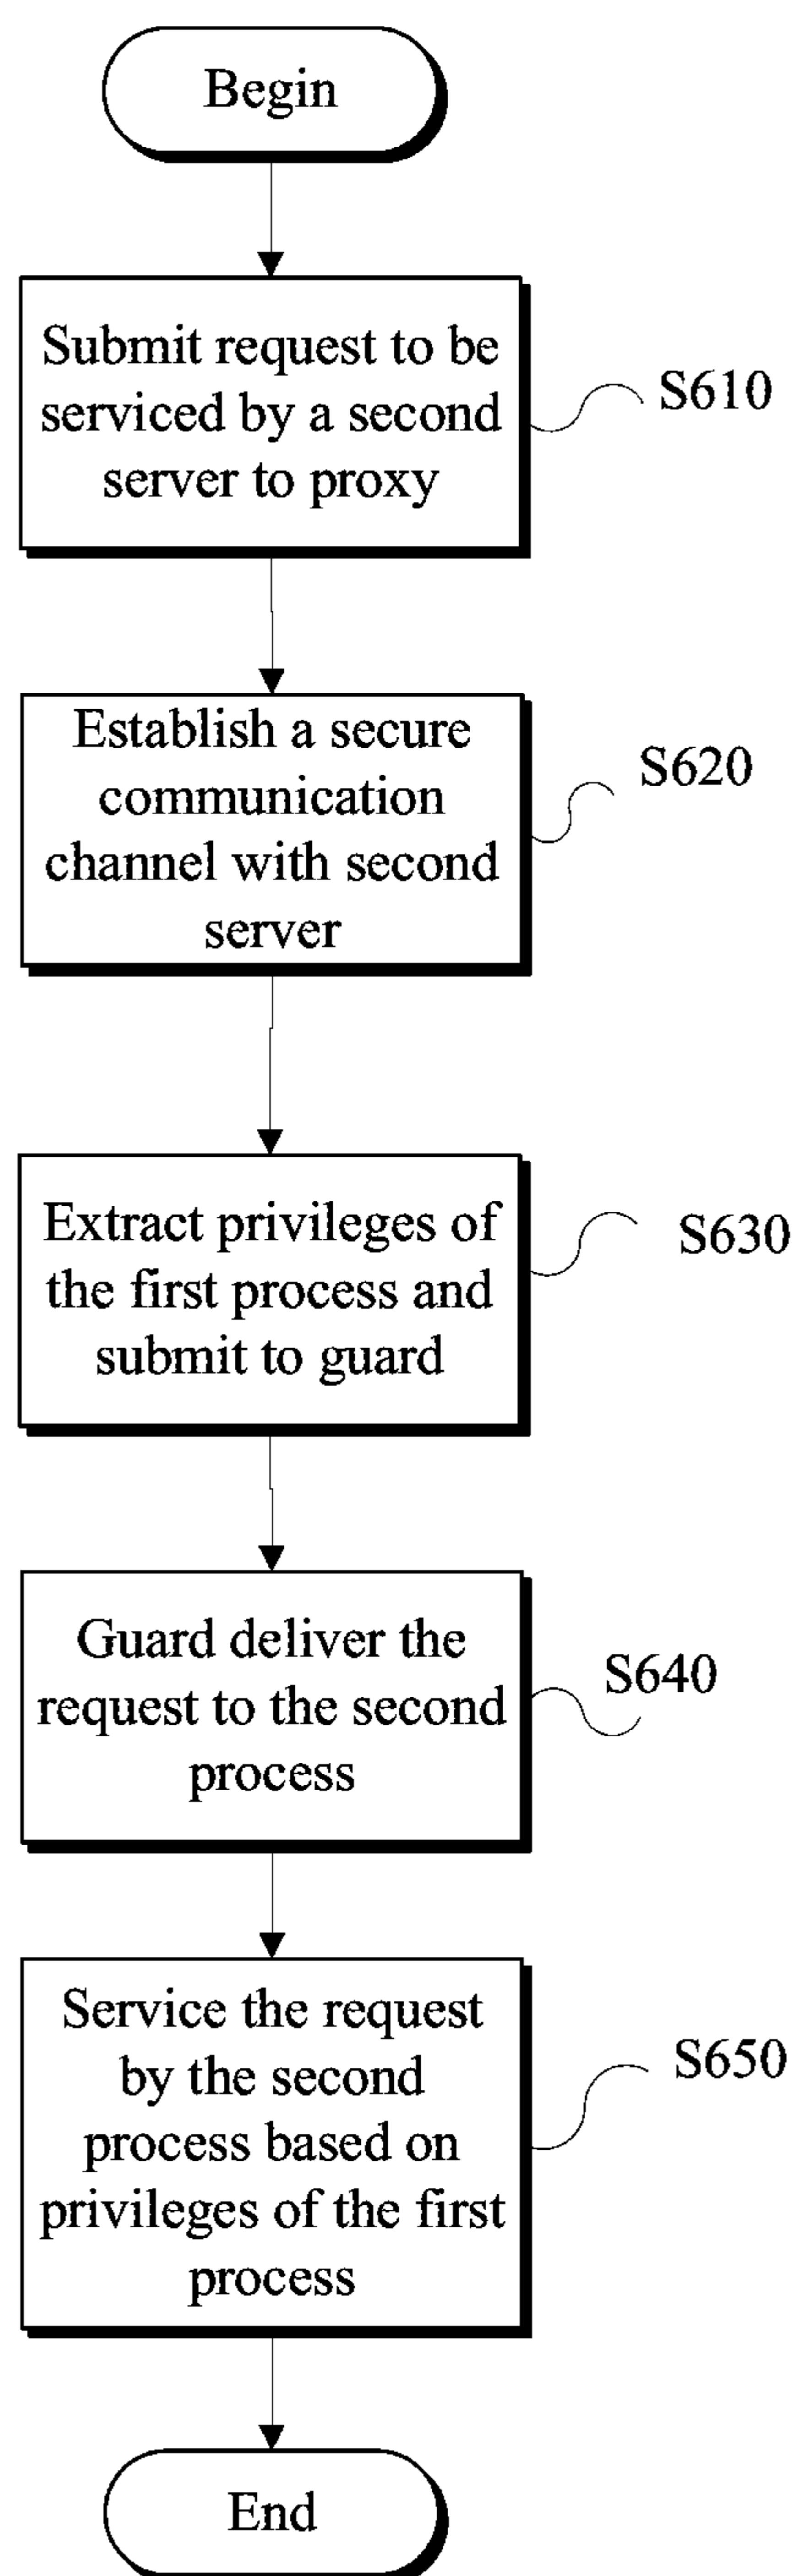 Begin
Submit request to be
serviced by a second
server to proxy
S610
Establish a secure
communication
channel with second
server
S620
Extract privileges of
the first process and
submit to guard
S630
Guard deliver the
request to the second
process
S640
Service the request
by the second
process based on
privileges of the first
process
S650
End